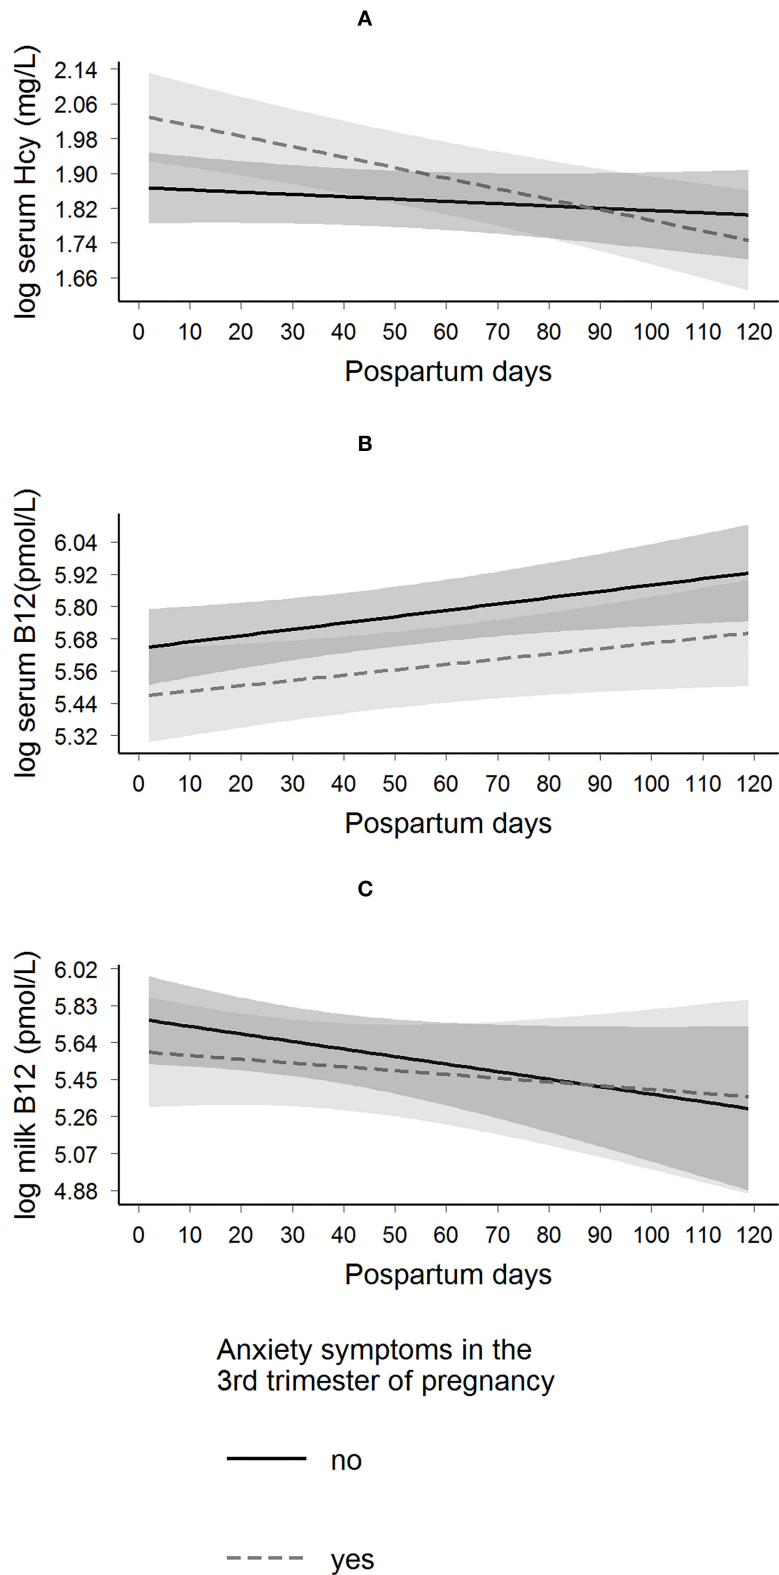 A
log serum Hcy (mg/L)
2.14
2.06
1.98
1.90
1.82
1.74
1.66
0 10 20 30 40 50 60 70 80 90 100 110 120
Pospartum days
B
log serum B12(pmol/L)
6.04
5.92
5.80
5.68
5.56
5.44
5.32
0 10 20 30 40 50 60 70 80 90 100 110 120
Pospartum days
C
log milk B12 (pmol/L)
6.02
5.83
5.64
5.45
5.26
5.07
4.88
0 10 20 30 40 50 60 70 80 90 100 110 120
Pospartum days
Anxiety symptoms in the
3rd trimester of pregnancy
no
yes